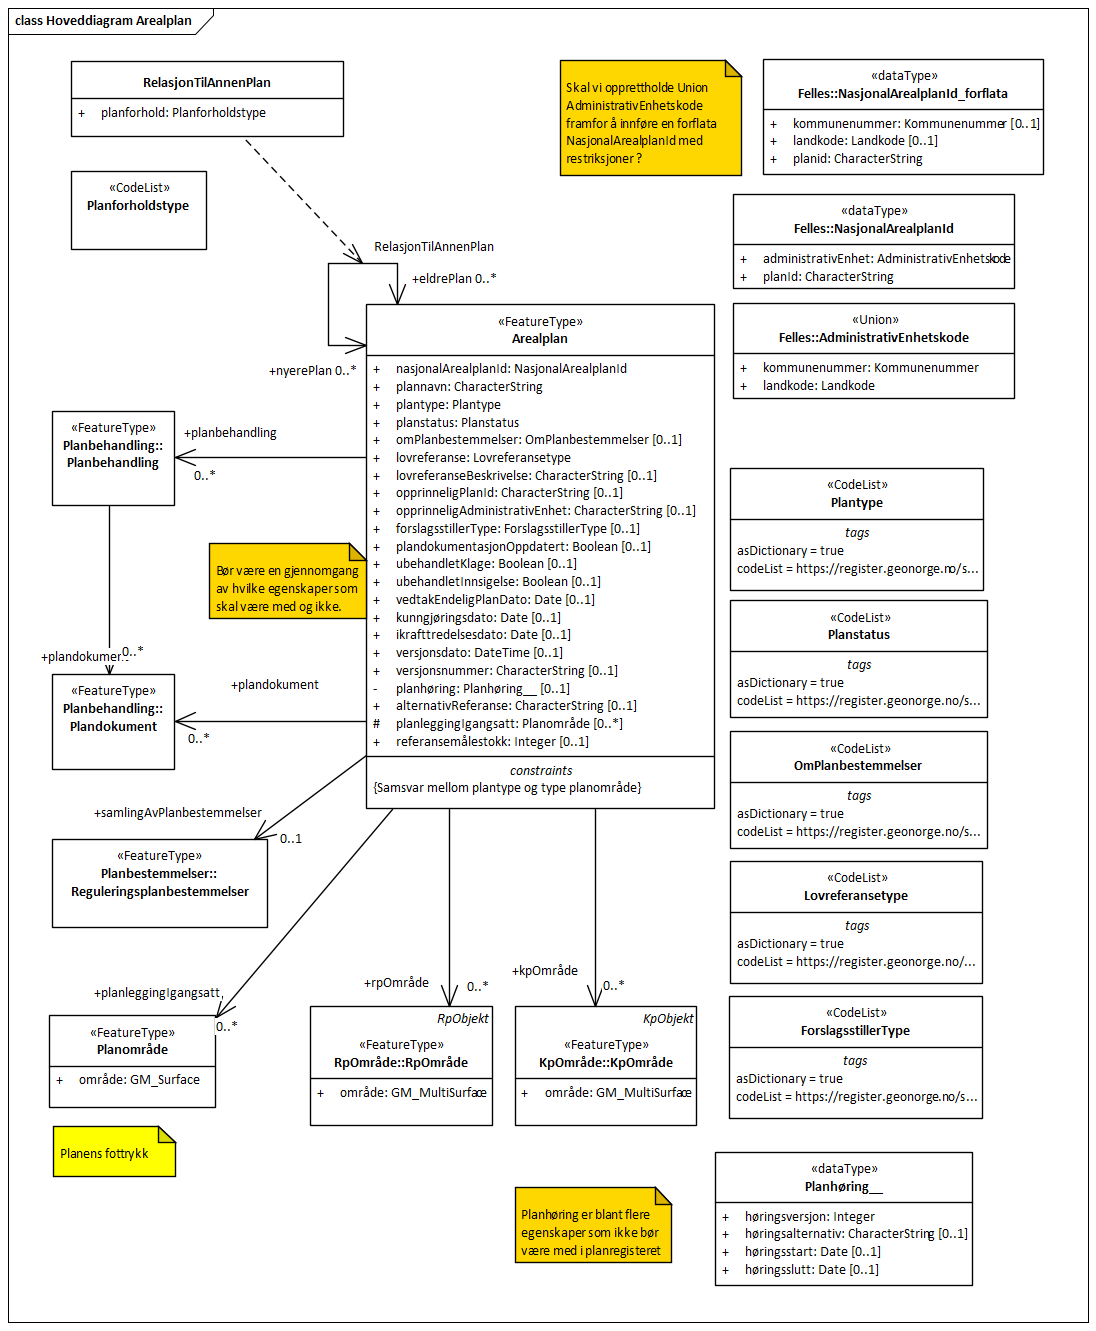 class Hoveddiagram Arealplan
RelasjonTilAnnenPlan
+ planforhold: Planforholdstype
«CodeList»
Planforholdstype
Skal vi opprettholde Union
AdministrativEnhetskode
framfor å innføre en forflata
NasjonalArealplanId med
restriksjoner ?
«dataType»
Felles::NasjonalArealplanId_forflata
+ kommunenummer: Kommunenummer [0..1]
+ landkode: Landkode [0..1]
+ planid: CharacterString
«dataType»
Felles::NasjonalArealplanId
+ administrativEnhet: AdministrativEnhetskode
+ planId: CharacterString
«Union»
Felles::AdministrativEnhetskode
+ kommunenummer: Kommunenummer
+ landkode: Landkode
RelasjonTilAnnenPlan
+eldrePlan 0..*
+nyerePlan 0..*
«FeatureType»
Arealplan
+ nasjonalArealplanId: NasjonalArealplanId
+ plannavn: CharacterString
+ plantype: Plantype
+ planstatus: Planstatus
+ omPlanbestemmelser: OmPlanbestemmelser [0..1]
+ lovreferanse: Lovreferansetype
+ lovreferanseBeskrivelse: CharacterString [0..1]
+ opprinneligPlanId: CharacterString [0..1]
+ opprinneligAdministrativEnhet: CharacterString [0..1]
+ forslagsstillerType: ForslagsstillerType [0..1]
+ plandokumentasjonOppdatert: Boolean [0..1]
+ ubehandletKlage: Boolean [0..1]
+ ubehandletInnsigelse: Boolean [0..1]
+ vedtakEndeligPlanDato: Date [0..1]
+ kunngjøringsdato: Date [0..1]
+ ikrafttredelsesdato: Date [0..1]
+ versjonsdato: DateTime [0..1]
+ versjonsnummer: CharacterString [0..1]
- planhøring: Planhøring__ [0..1]
+ alternativReferanse: CharacterString [0..1]
# planleggingIgangsatt: Planområde [0..*]
+ referansemålestokk: Integer [0..1]
constraints
{Samsvar mellom plantype og type planområde}
«FeatureType»
Planbehandling::
Planbehandling
+planbehandling
0..*
Bør være en gjennomgang
av hvilke egenskaper som
skal være med og ikke.
+plandokument
0..*
«FeatureType»
Planbehandling::
Plandokument
+plandokument
0..*
+samlingAvPlanbestemmelser
0..1
«FeatureType»
Planbestemmelser::
Reguleringsplanbestemmelser
+planleggingIgangsatt
0..*
«FeatureType»
Planområde
+ område: GM_Surface
Planens fottrykk
+rpOmråde
0..*
RpObjekt
«FeatureType»
RpOmråde::RpOmråde
+ område: GM_MultiSurface
+kpOmråde
0..*
KpObjekt
«FeatureType»
KpOmråde::KpOmråde
+ område: GM_MultiSurface
«CodeList»
Plantype
tags
asDictionary = true
codeList = https://register.geonorge.no/s...
«CodeList»
Planstatus
tags
asDictionary = true
codeList = https://register.geonorge.no/s...
«CodeList»
OmPlanbestemmelser
tags
asDictionary = true
codeList = https://register.geonorge.no/s...
«CodeList»
Lovreferansetype
tags
asDictionary = true
codeList = https://register.geonorge.no/...
«CodeList»
ForslagsstillerType
tags
asDictionary = true
codeList = https://register.geonorge.no/s...
Planhøring er blant flere
egenskaper som ikke bør
være med i planregisteret
«dataType»
Planhøring__
+ høringsversjon: Integer
+ høringsalternativ: CharacterString [0..1]
+ høringsstart: Date [0..1]
+ høringsslutt: Date [0..1]